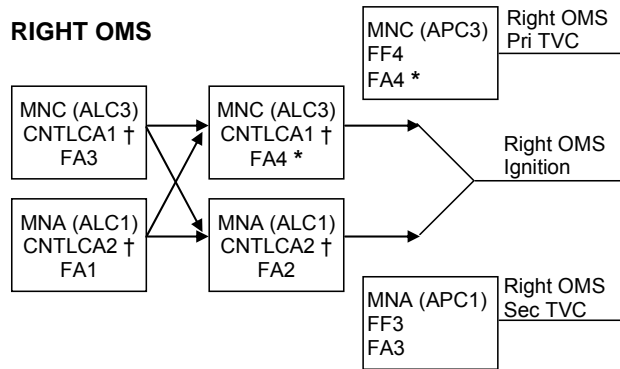 RIGHT OMS
MNC (APC3)
FF4
FA4 *
Right OMS
Pri TVC
MNC (ALC3)
CNTLCA1 †
FA3
MNC (ALC3)
CNTLCA1 †
FA4 *
Right OMS
Ignition
MNA (ALC1)
CNTLCA2 †
FA1
MNA (ALC1)
CNTLCA2 †
FA2
MNA (APC1)
FF3
FA3
Right OMS
Sec TVC